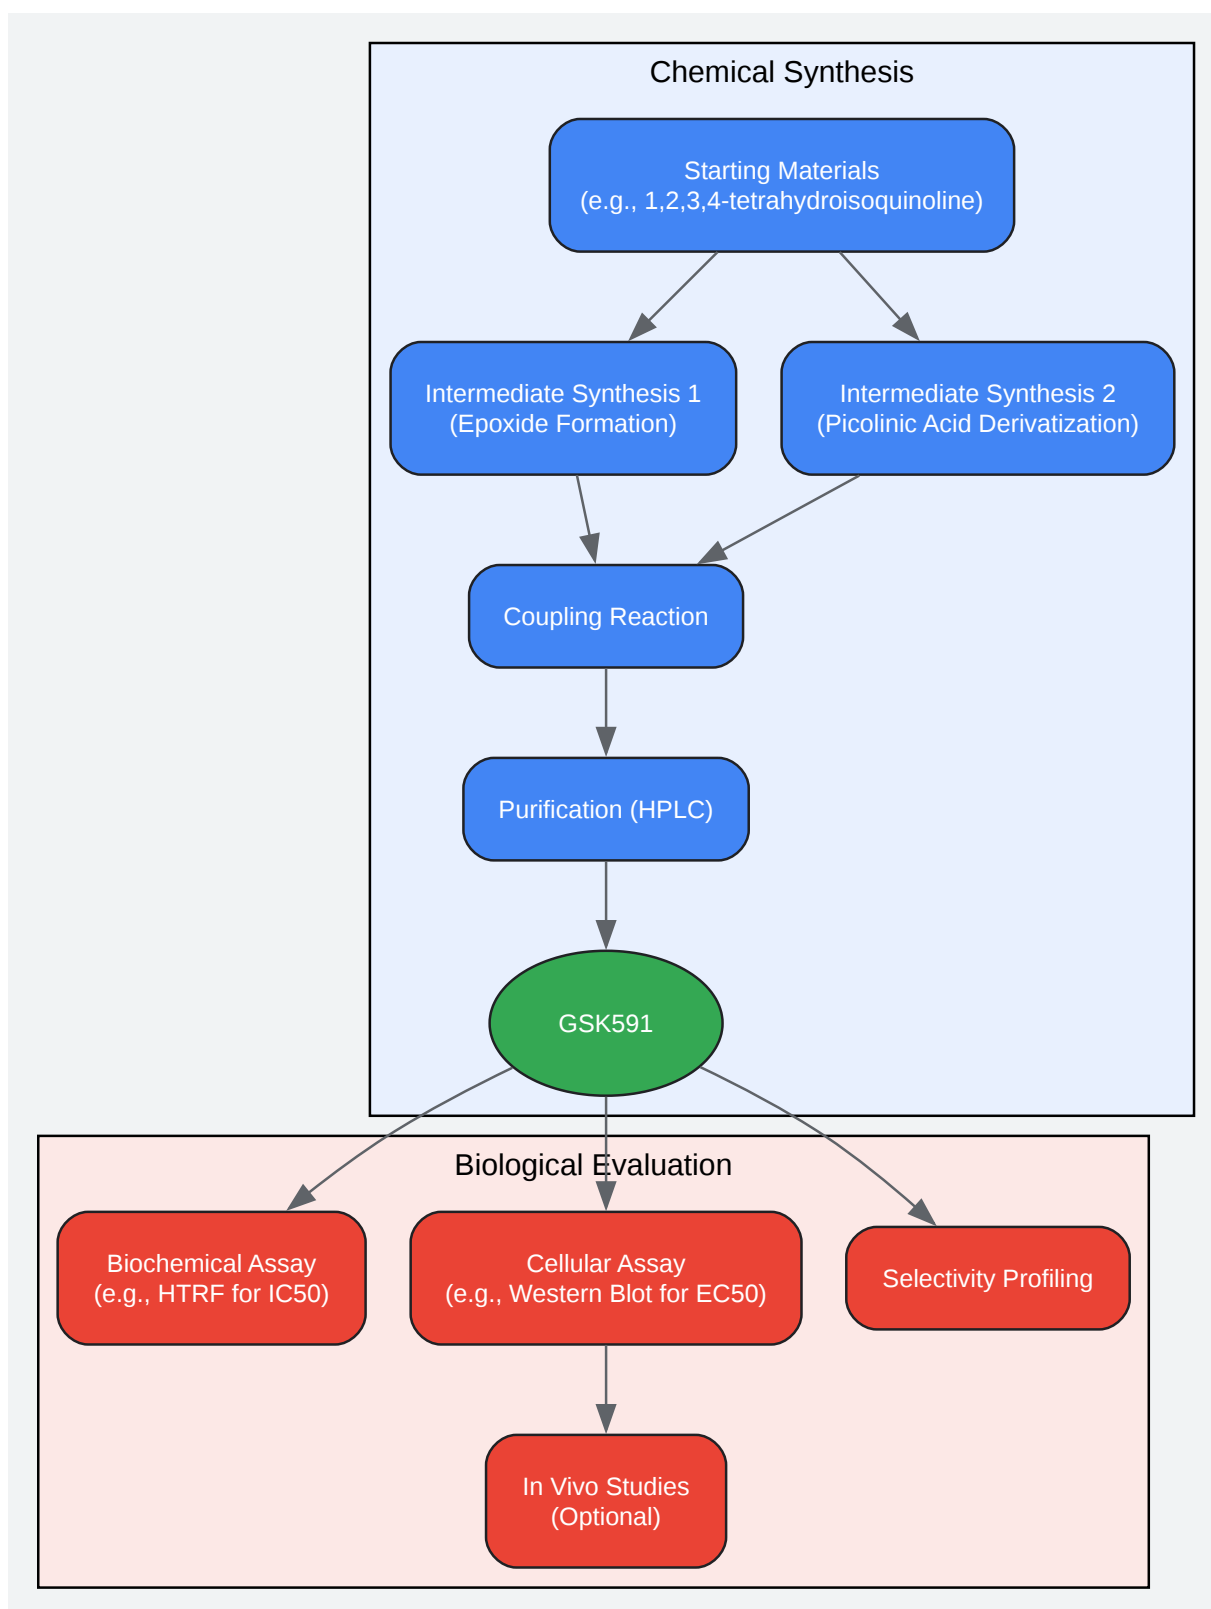 Chemical Synthesis
Starting Materials
(e.g., 1,2,3,4-tetrahydroisoquinoline)
Intermediate Synthesis 1
(Epoxide Formation)
Intermediate Synthesis 2
(Picolinic Acid Derivatization)
Coupling Reaction
Purification (HPLC)
GSK591
Biological Evaluation
Biochemical Assay
(e.g., HTRF for IC50)
Cellular Assay
(e.g., Western Blot for EC50)
Selectivity Profiling
In Vivo Studies
(Optional)